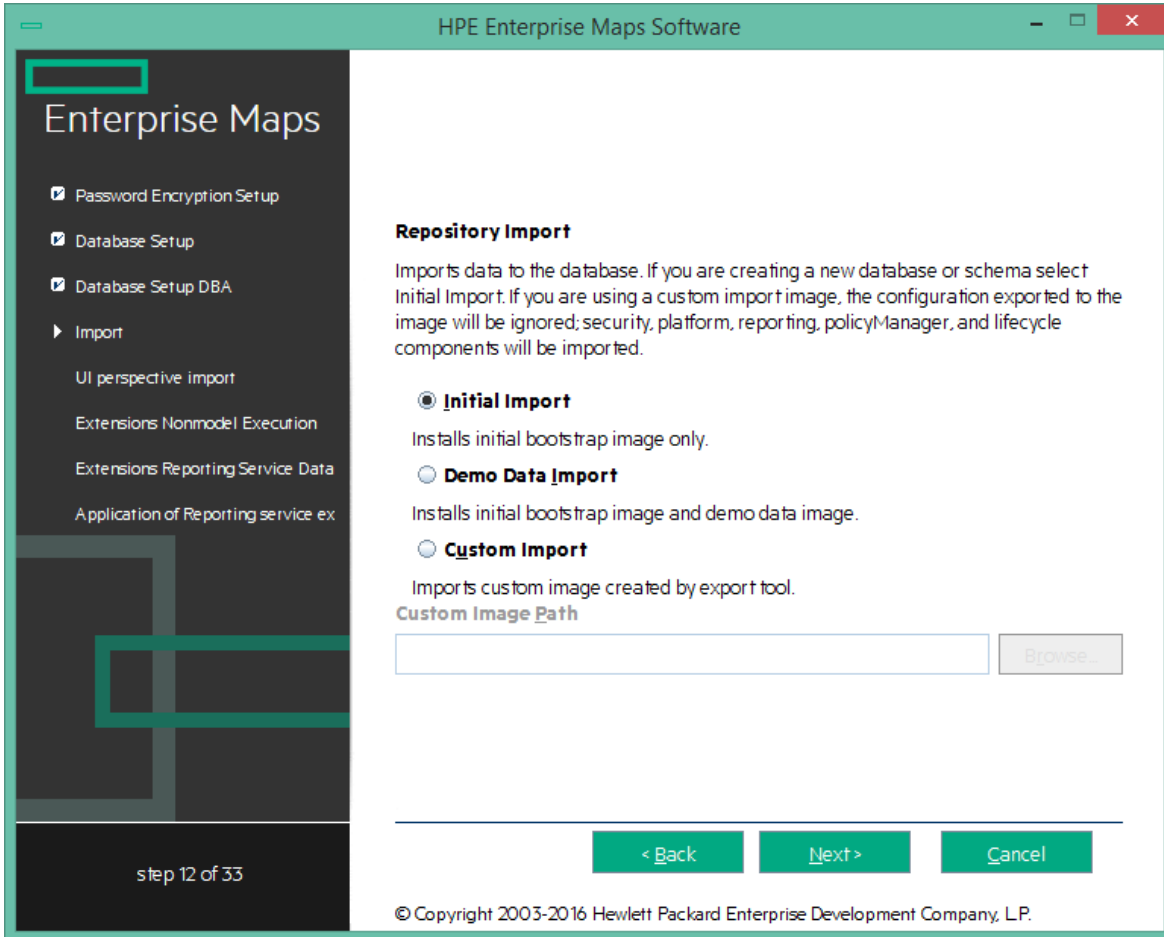 HPE Enterprise Maps Software
Enterprise Maps
Password Encryption Setup
Database Setup
Database Setup DBA
Import
UI perspective import
Extensions Nonmodel Execution
Extensions Reporting Service Data
Application of Reporting service ex
step 12 of 33
Repository Import
Imports data to the database. If you are creating a new database or schema select
Initial Import. If you are using a custom import image, the configuration exported to the
image will be ignored; security, platform, reporting, policyManager, and lifecycle
components will be imported.
Initial Import
Installs initial bootstrap image only.
Demo Data Import
Installs initial bootstrap image and demo data image.
Custom Import
Imports custom image created by export tool.
Custom Image Path
Browse...
< Back
Next >
Cancel
© Copyright 2003-2016 Hewlett Packard Enterprise Development Company, L.P.